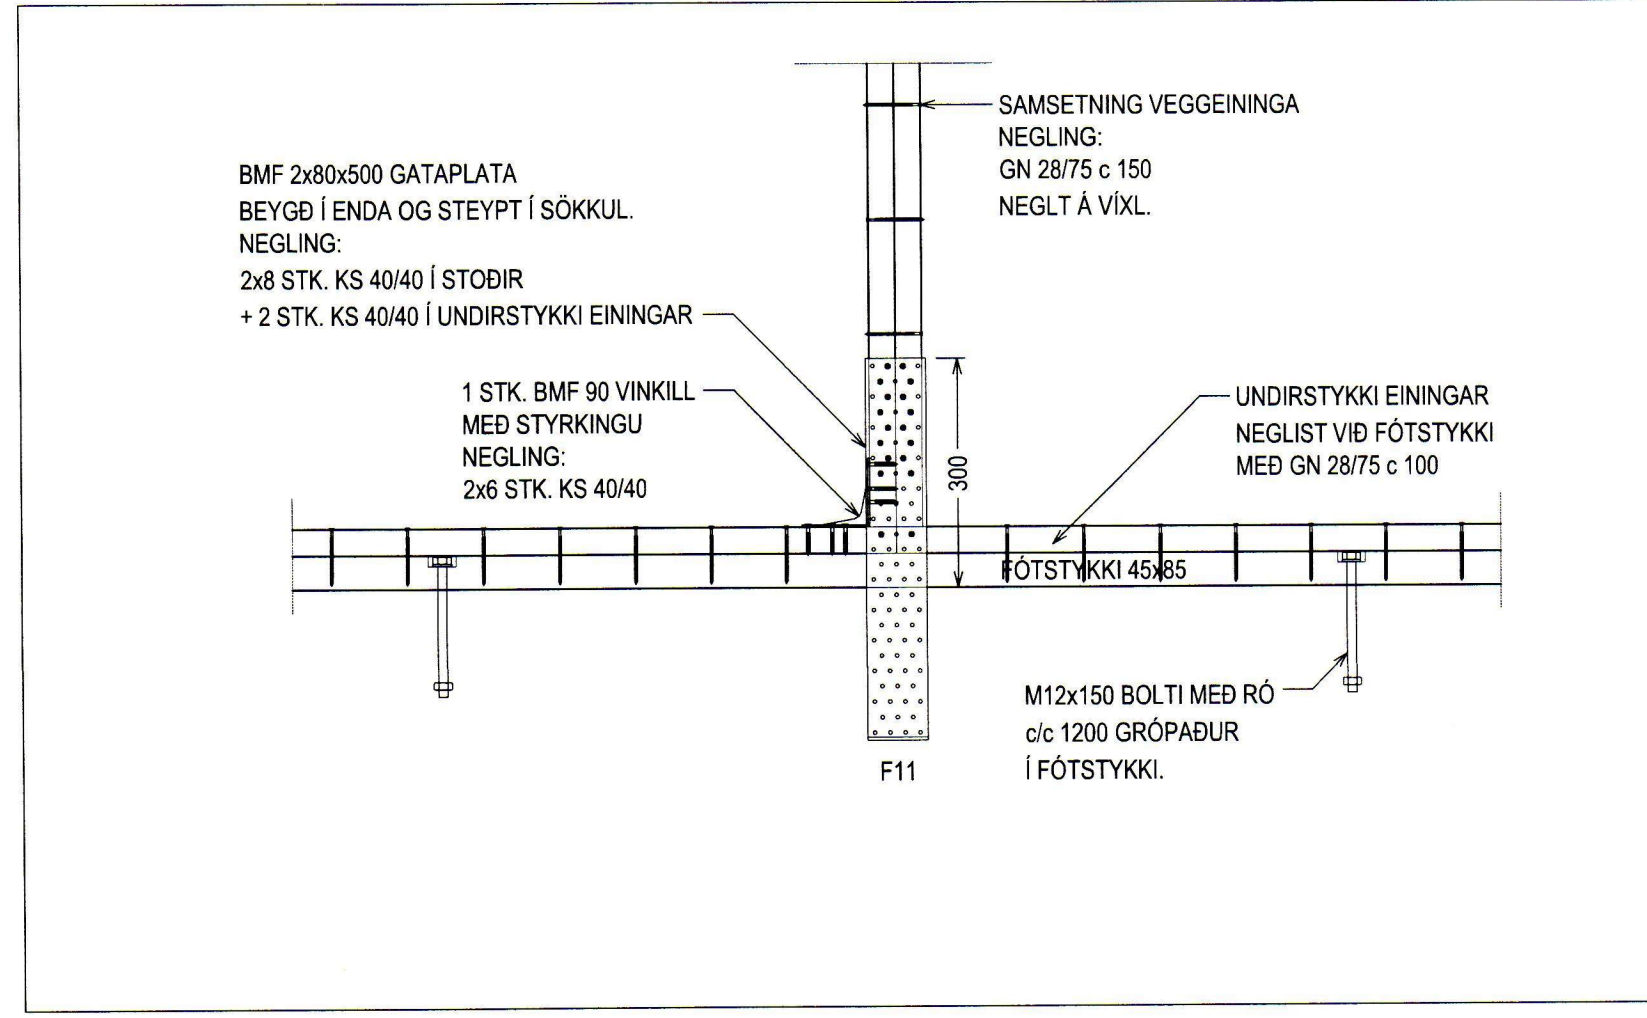 SAMSETNING VEGGEININGA
NEGLING:
GN 28/75 c 150
NEGLT Á VÍXL.
BMF 2x80x500 GATAPLATA
BEYGÐ Í ENDA OG STEYPT Í SÖKKUL.
NEGLING:
2x8 STK. KS 40/40 Í STOÐIR
+ 2 STK. KS 40/40 Í UNDIRSTYKKI EININGAR
1 STK. BMF 90 VINKILL
MEÐ STYRKINGU
NEGLING:
2x6 STK. KS 40/40
300
UNDIRSTYKKI EININGAR
NEGLIST VIÐ FÓTSTYKKI
MEÐ GN 28/75 c 100
FÓTSTYKKI 45x85
M12x150 BOLTI MEÐ RÓ
c/c 1200 GRÓPAÐUR
Í FÓTSTYKKI.
F11